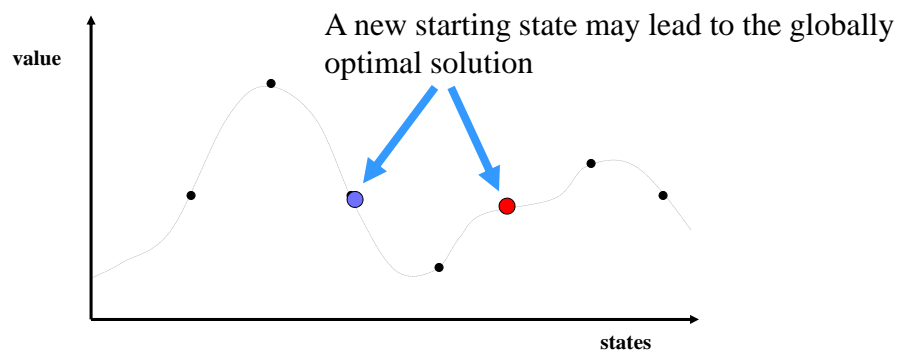 A new starting state may lead to the globally
optimal solution
value
states